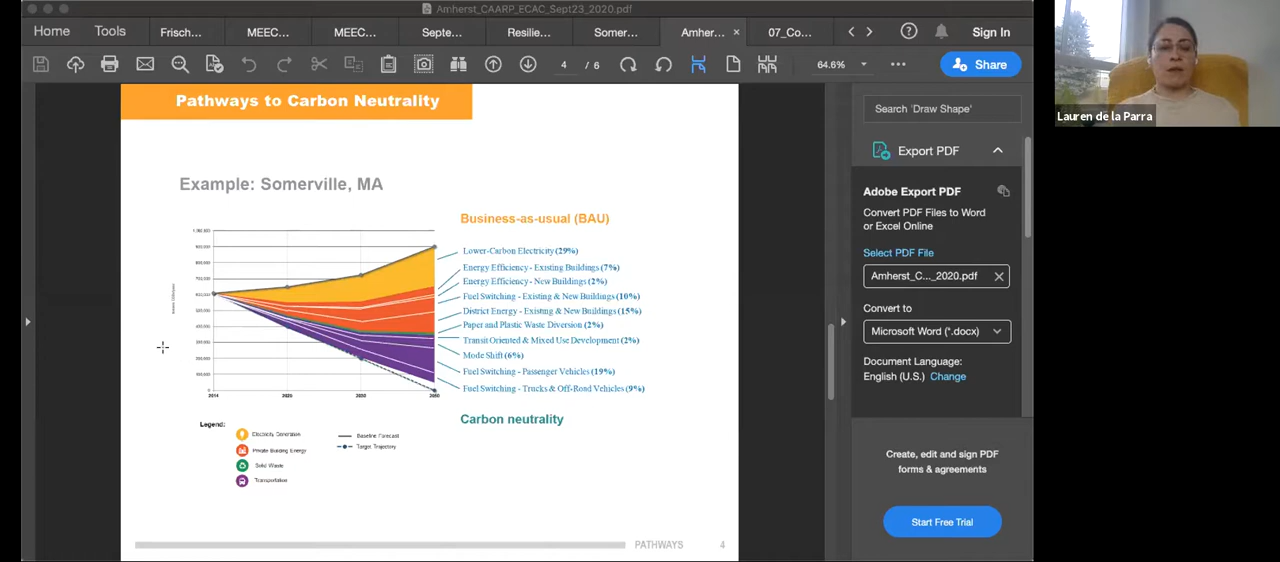 Amherst_CAARP_ECAC_Sept23_2020.pdf
Home
Tools
Frisch...
MEEC...
MEEC...
Septe...
Resilie...
Somer...
Amher...
07_Co...
Sign In
4 / 6
64.6%
Share
Pathways to Carbon Neutrality
Example: Somerville, MA
Business-as-usual (BAU)
Lower-Carbon Electricity (29%)
Energy Efficiency - Existing Buildings (7%)
Energy Efficiency - New Buildings (2%)
Fuel Switching - Existing & New Buildings (10%)
District Energy - Existing & New Buildings (15%)
Paper and Plastic Waste Diversion (2%)
Transit Oriented & Mixed Use Development (2%)
Mode Shift (6%)
Fuel Switching - Passenger Vehicles (19%)
Fuel Switching - Trucks & Off-Road Vehicles (9%)
Carbon neutrality
2014
2030
2050
Legend:
Electricity Generation
Private Building Energy
Solid Waste
Transportation
Baseline Forecast
Target Trajectory
PATHWAYS 4
Search 'Draw Shape'
Export PDF
Adobe Export PDF
Convert PDF Files to Word
or Excel Online
Select PDF File
Amherst_C..._2020.pdf
Convert to
Microsoft Word (*.docx)
Document Language:
English (U.S.) Change
Create, edit and sign PDF
forms & agreements
Start Free Trial
Lauren de la Parra